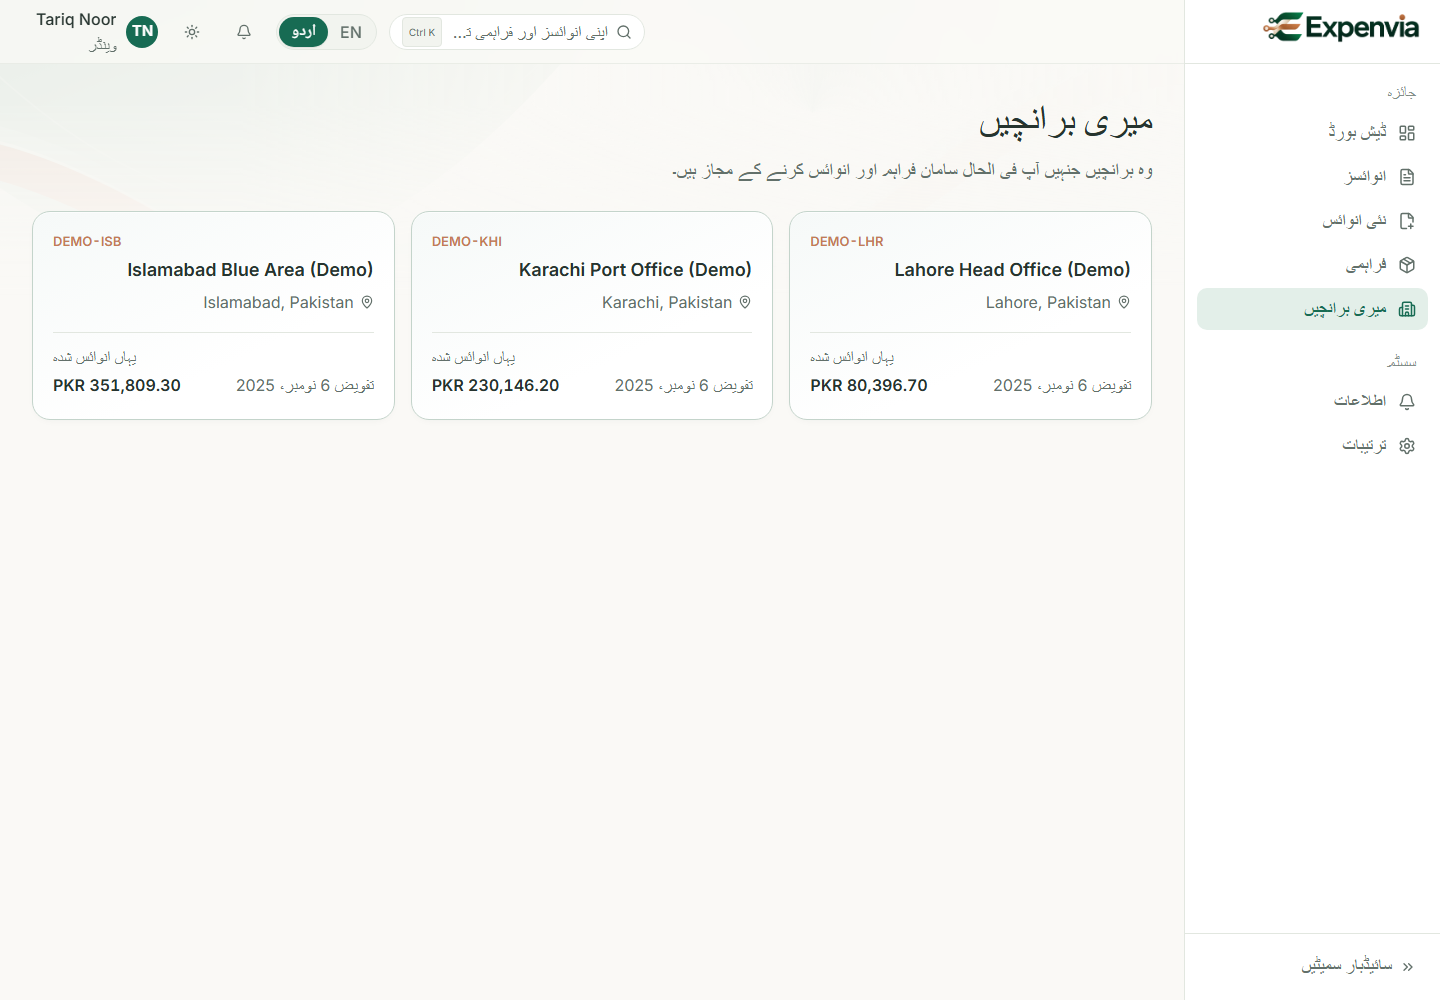 Expenvia
جائزہ
ڈیش بورڈ
انوائسز
نئی انوائس
فراہمی
میری برانچیں
سسٹم
اطلاعات
ترتیبات
سائیڈبار سمیٹیں
اپنی انوائسز اور فراہمی تـ...
Ctrl K
EN
اردو
TN
Tariq Noor
وینڈر
میری برانچیں
وہ برانچیں جنہیں آپ فی الحال سامان فراہم اور انوائس کرنے کے مجاز ہیں۔
DEMO-LHR
Lahore Head Office (Demo)
Lahore, Pakistan
یہاں انوائس شدہ
تفویض 6 نومبر، 2025
PKR 80,396.70
DEMO-KHI
Karachi Port Office (Demo)
Karachi, Pakistan
یہاں انوائس شدہ
تفویض 6 نومبر، 2025
PKR 230,146.20
DEMO-ISB
Islamabad Blue Area (Demo)
Islamabad, Pakistan
یہاں انوائس شدہ
تفویض 6 نومبر، 2025
PKR 351,809.30